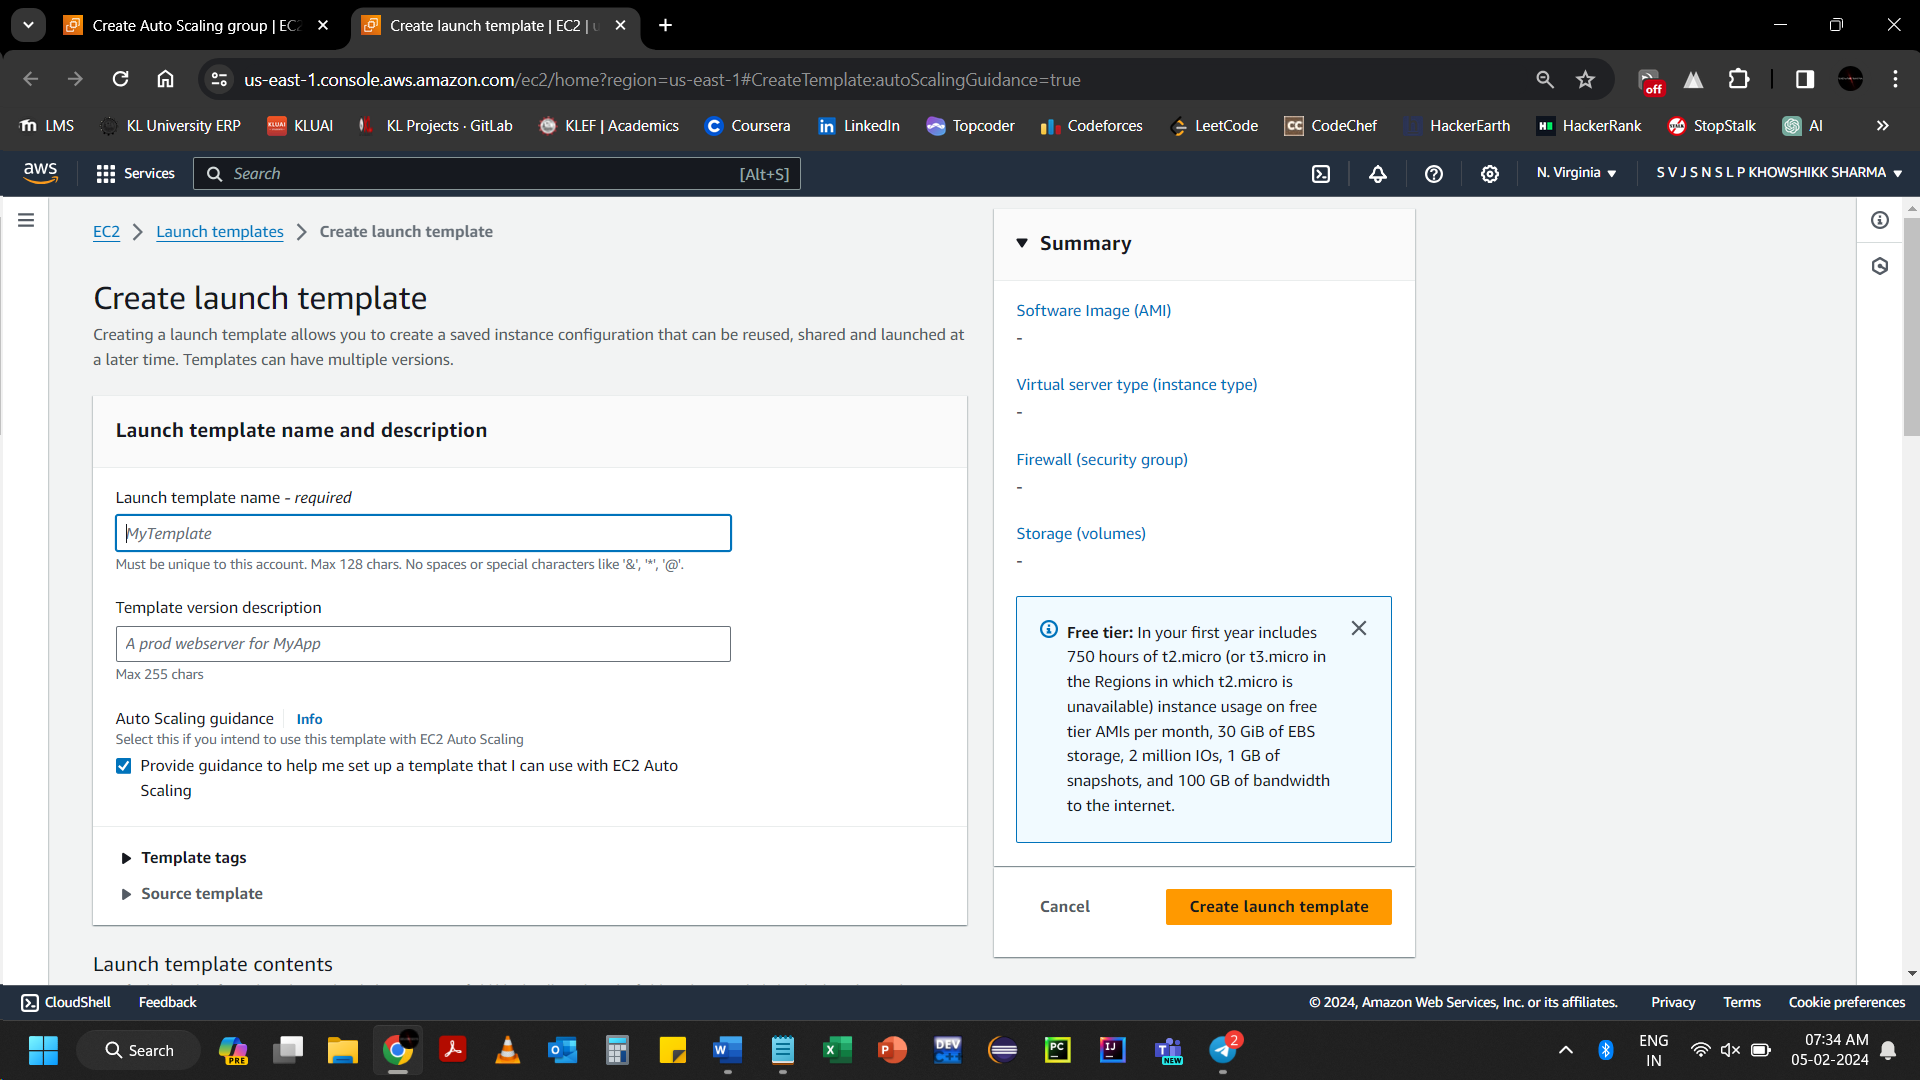 Create Auto Scaling group | EC2
Create launch template | EC2 | u
us-east-1.console.aws.amazon.com/ec2/home?region=us-east-1#CreateTemplate:autoScalingGuidance=true
off
LMS
KL University ERP
KLUAI
KL Projects · GitLab
KLEF | Academics
Coursera
LinkedIn
Topcoder
Codeforces
LeetCode
CodeChef
HackerEarth
HackerRank
StopStalk
AI
aws
Services
Search
[Alt+S]
N. Virginia
S V J S N S L P KHOWSHIKK SHARMA
EC2
Launch templates
Create launch template
Create launch template
Creating a launch template allows you to create a saved instance configuration that can be reused, shared and launched at
a later time. Templates can have multiple versions.
Launch template name and description
Launch template name - required
MyTemplate
Must be unique to this account. Max 128 chars. No spaces or special characters like '&', '*', '@'.
Template version description
A prod webserver for MyApp
Max 255 chars
Auto Scaling guidance
Info
Select this if you intend to use this template with EC2 Auto Scaling
Provide guidance to help me set up a template that I can use with EC2 Auto
Scaling
Template tags
Source template
Launch template contents
Summary
Software Image (AMI)
-
Virtual server type (instance type)
-
Firewall (security group)
-
Storage (volumes)
-
Free tier: In your first year includes
750 hours of t2.micro (or t3.micro in
the Regions in which t2.micro is
unavailable) instance usage on free
tier AMIs per month, 30 GiB of EBS
storage, 2 million IOs, 1 GB of
snapshots, and 100 GB of bandwidth
to the internet.
Cancel
Create launch template
CloudShell
Feedback
© 2024, Amazon Web Services, Inc. or its affiliates.
Privacy
Terms
Cookie preferences
Search
PRE
DEV
PC
IJ
NEW
2
ENG
IN
07:34 AM
05-02-2024